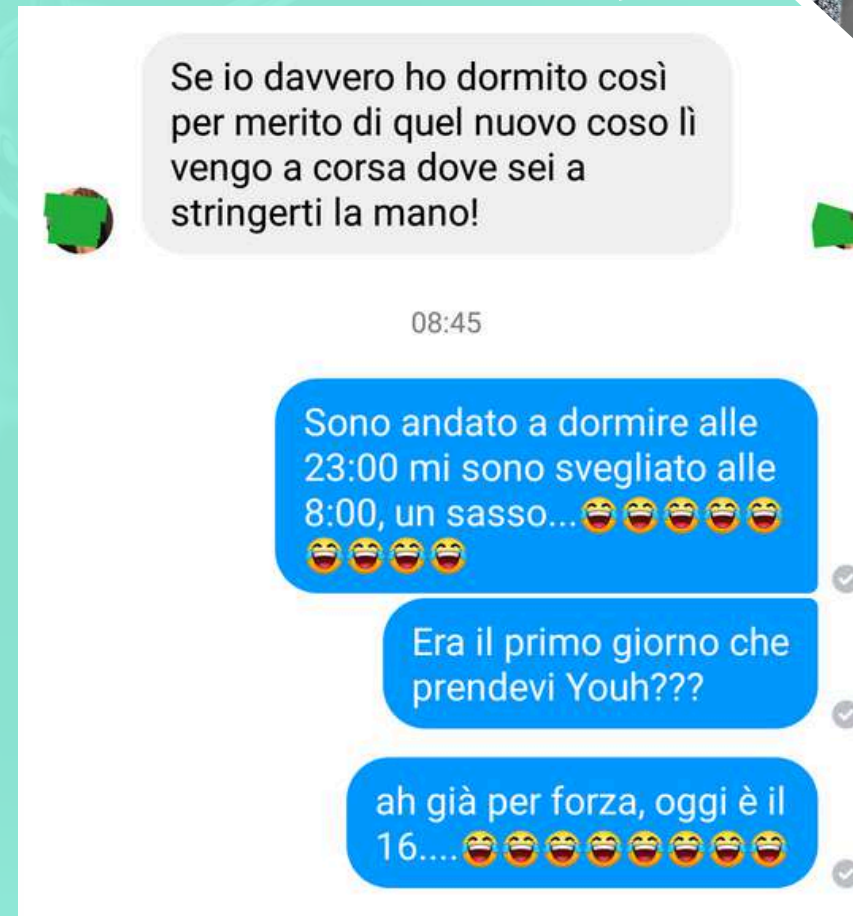 Se io davvero ho dormito così
per merito di quel nuovo coso lì
vengo a corsa dove sei a
stringerti la mano!
08:45
Sono andato a dormire alle
23:00 mi sono svegliato alle
8:00, un sasso...😂😂😂😂😂
😂😂😂😂
Era il primo giorno che
prendevi Youh???
ah già per forza, oggi è il
16....😂😂😂😂😂😂😂😂